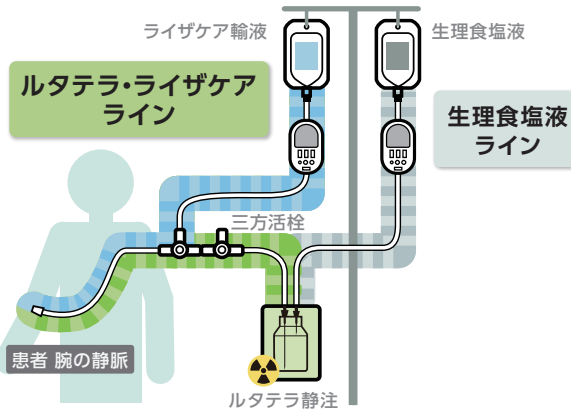 ライザケア輸液
生理食塩液
ルタテラ・ライザケア
ライン
生理食塩液
ライン
三方活栓
患者 腕の静脈
ルタテラ静注